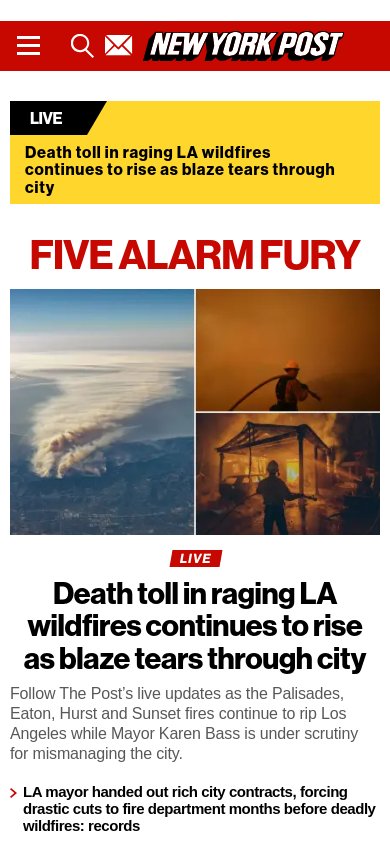 NEW YORK POST
LIVE
Death toll in raging LA wildfires
continues to rise as blaze tears through
city
FIVE ALARM FURY
LIVE
Death toll in raging LA
wildfires continues to rise
as blaze tears through city
Follow The Post’s live updates as the Palisades,
Eaton, Hurst and Sunset fires continue to rip Los
Angeles while Mayor Karen Bass is under scrutiny
for mismanaging the city.
LA mayor handed out rich city contracts, forcing
drastic cuts to fire department months before deadly
wildfires: records